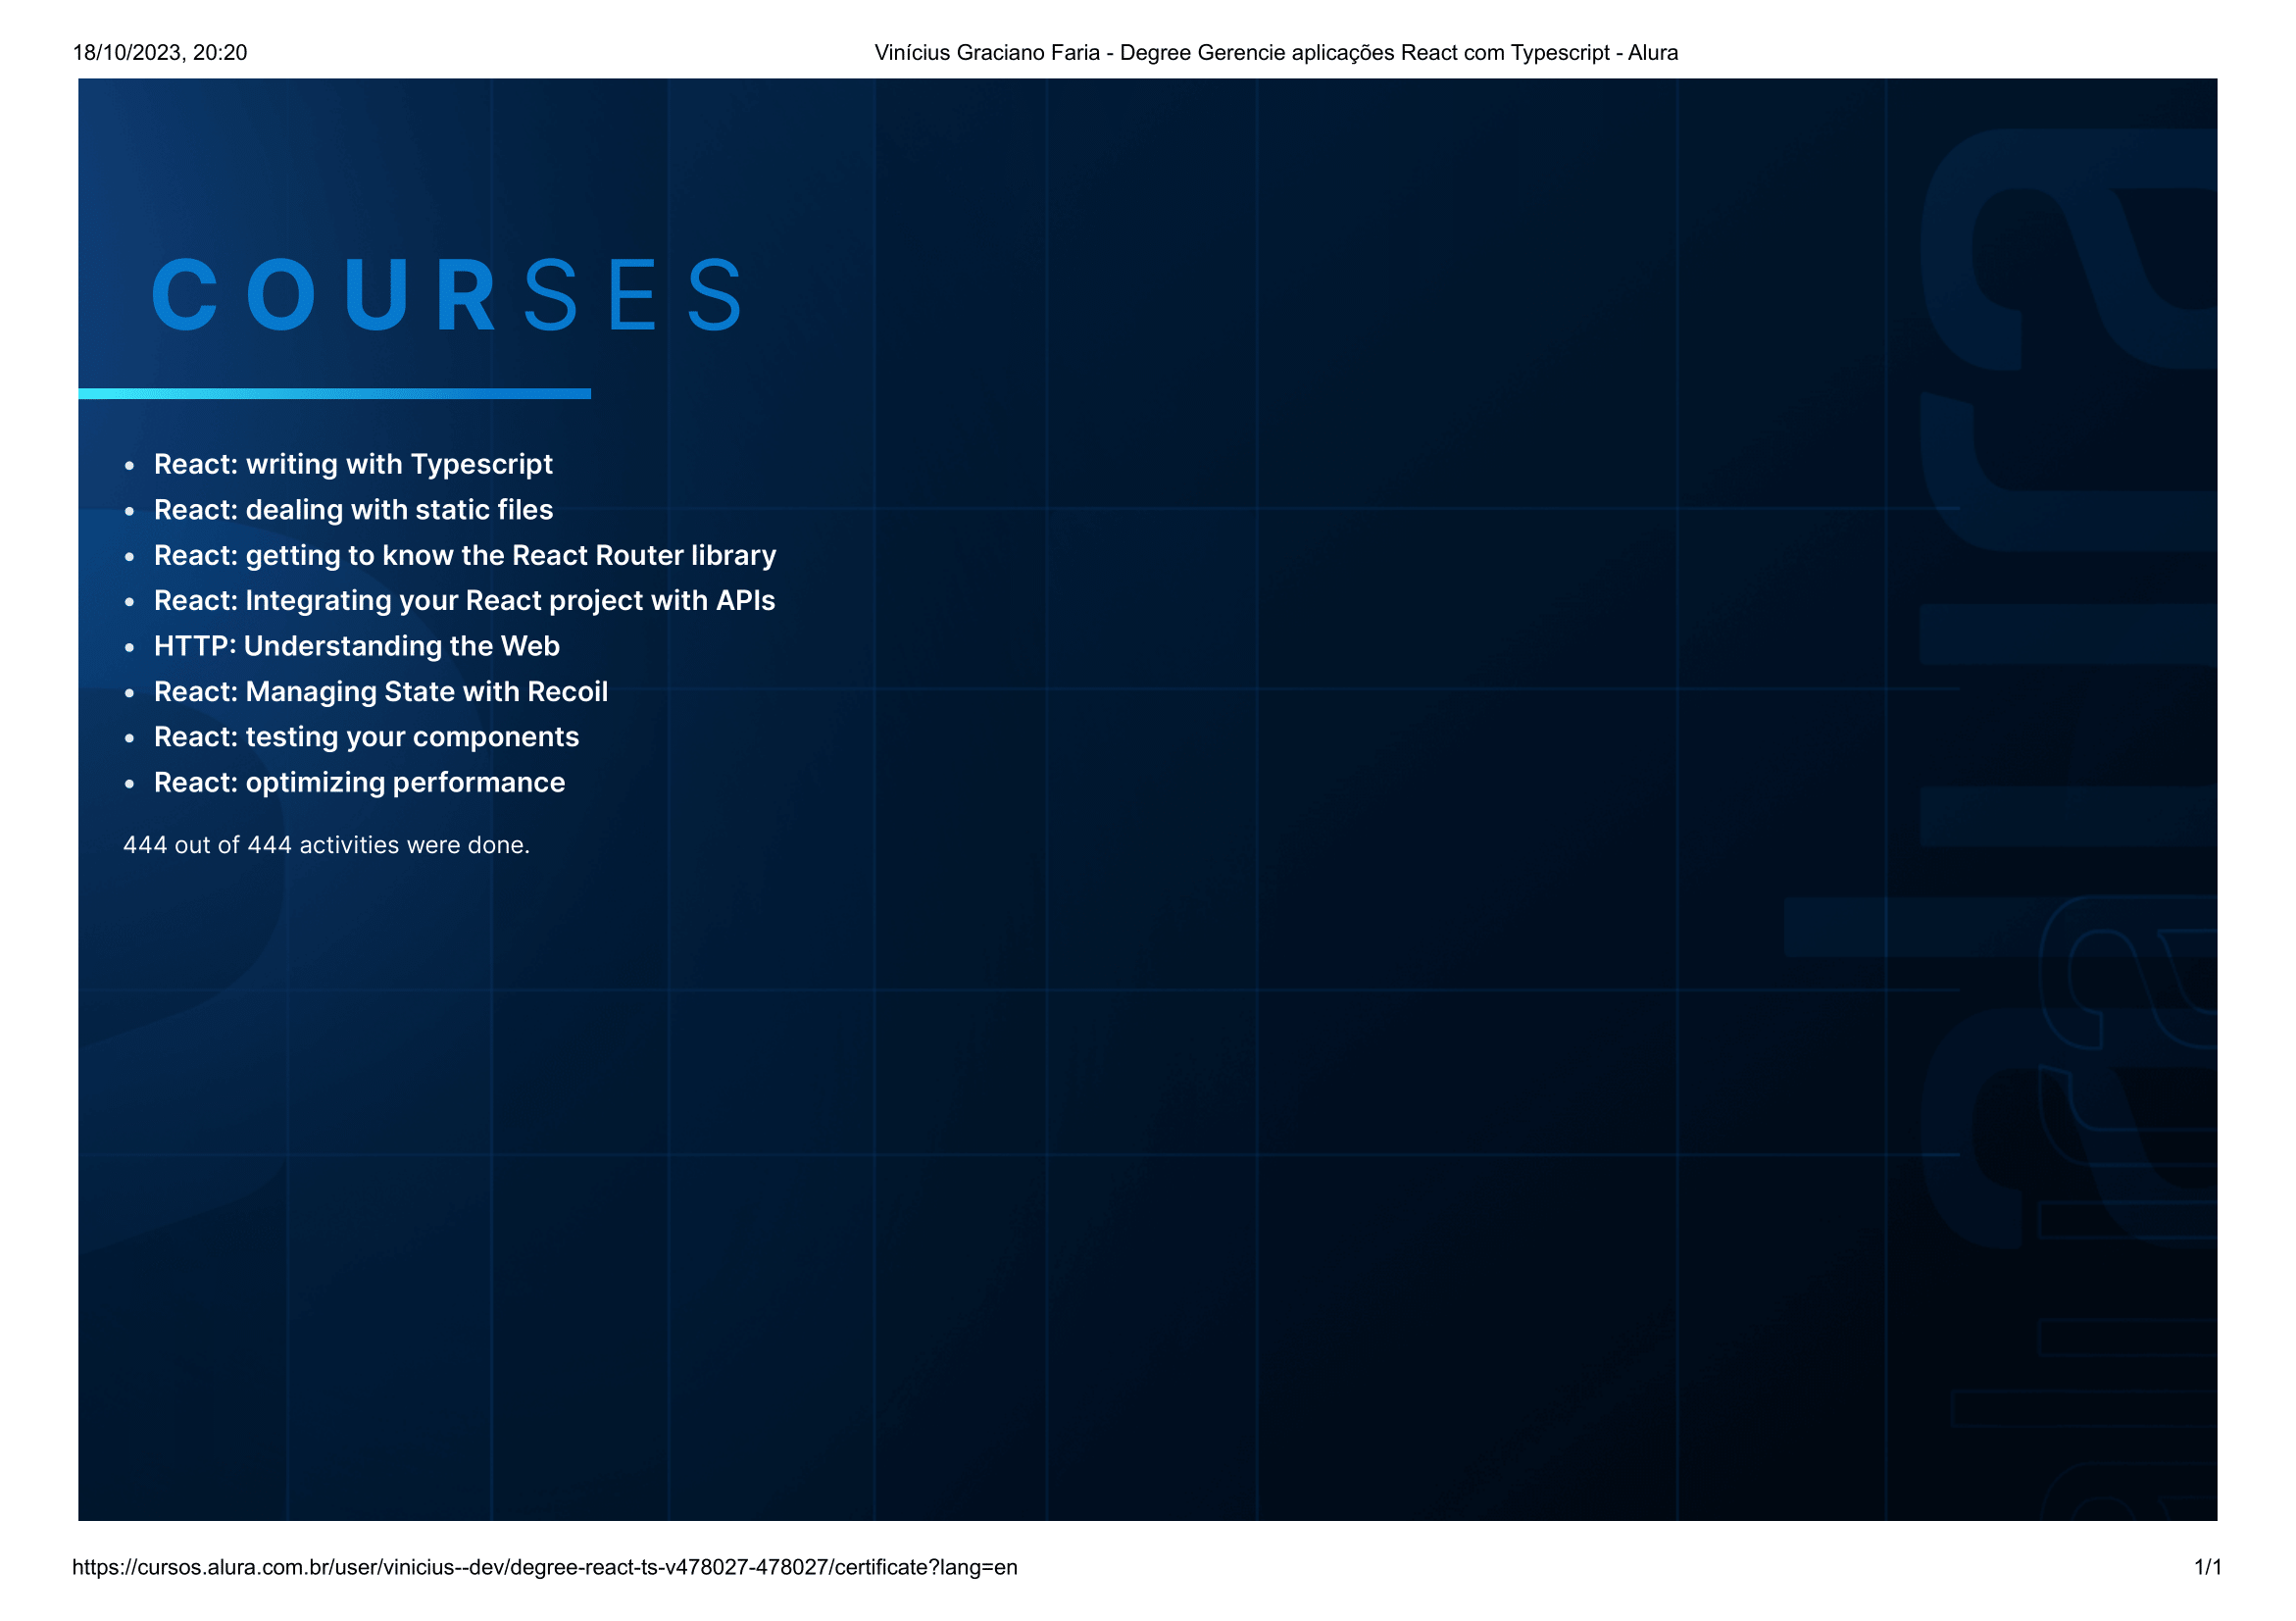 18/10/2023, 20:20
Vinícius Graciano Faria - Degree Gerencie aplicações React com Typescript - Alura
COURSES
React: writing with Typescript
React: dealing with static files
React: getting to know the React Router library
React: Integrating your React project with APIs
HTTP: Understanding the Web
React: Managing State with Recoil
React: testing your components
React: optimizing performance
444 out of 444 activities were done.
alura
alura
https://cursos.alura.com.br/user/vinicius--dev/degree-react-ts-v478027-478027/certificate?lang=en
1/1